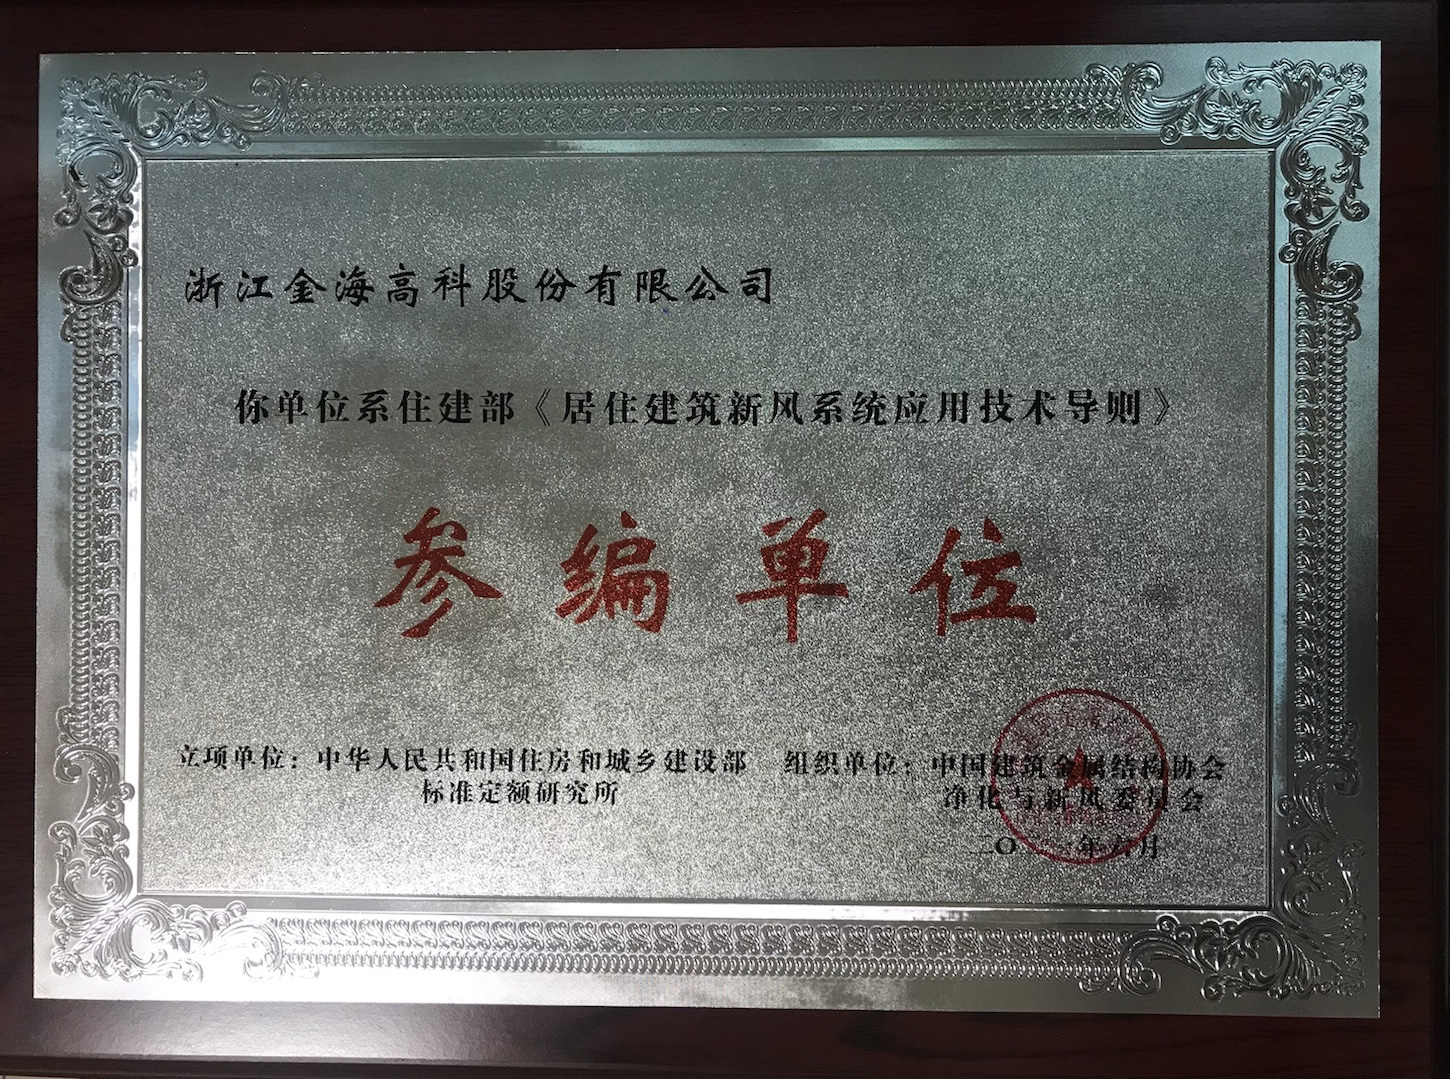 浙江金海高科股份有限公司
你单位系住建部《居住建筑新风系统应用技术导则》
参编单位
立项单位：中华人民共和国住房和城乡建设部
标准定额研究所
组织单位：中国建筑金属结构协会
净化与新风委员会
年六月